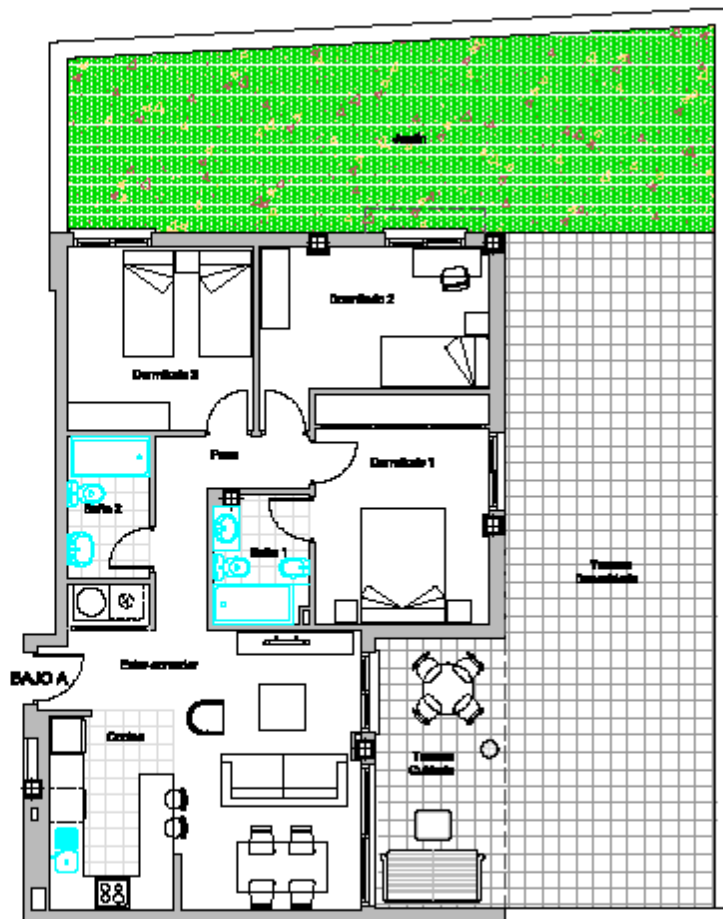 Jardín
Dormitorio 2
Dormitorio 3
Paso
Dormitorio 1
Baño 2
Baño 1
Terraza
Descubierta
Estar-comedor
BAJO A
Cocina
Terraza
Cubierta